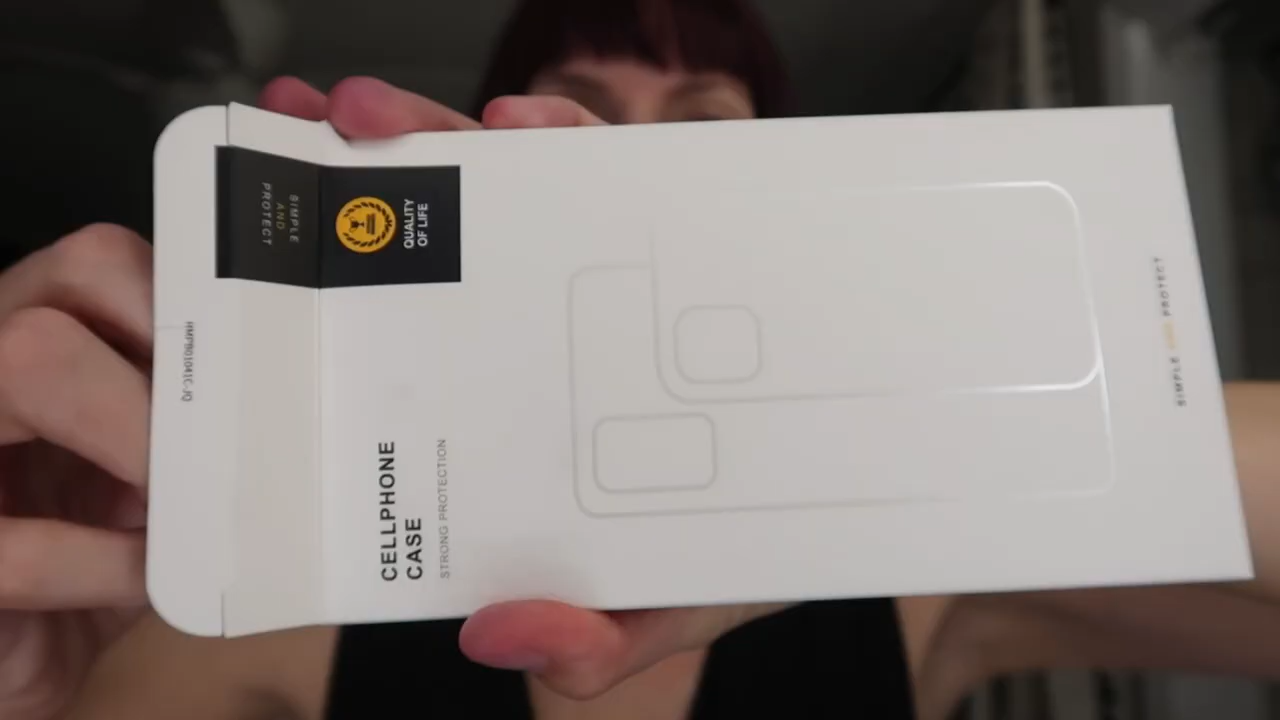 SIMPLE
AND
PROTECT
QUALITY
OF LIFE
CELLPHONE
CASE
STRONG PROTECTION
SIMPLE AND PROTECT